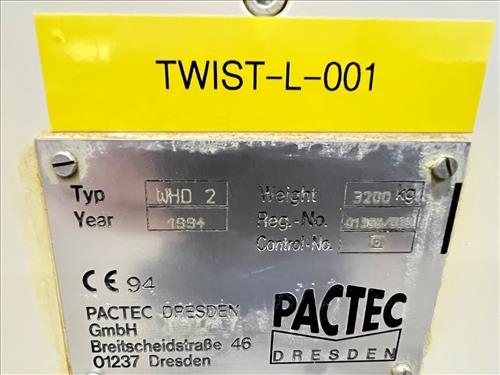 TWIST-L-001
Typ WHD 2 Weight 3200 kg
Year 1994 Reg.-No.
Control-No.
CE 94
PACTEC DRESDEN
GmbH
Breitscheidstraße 46
01237 Dresden
PACTEC
DRESDEN